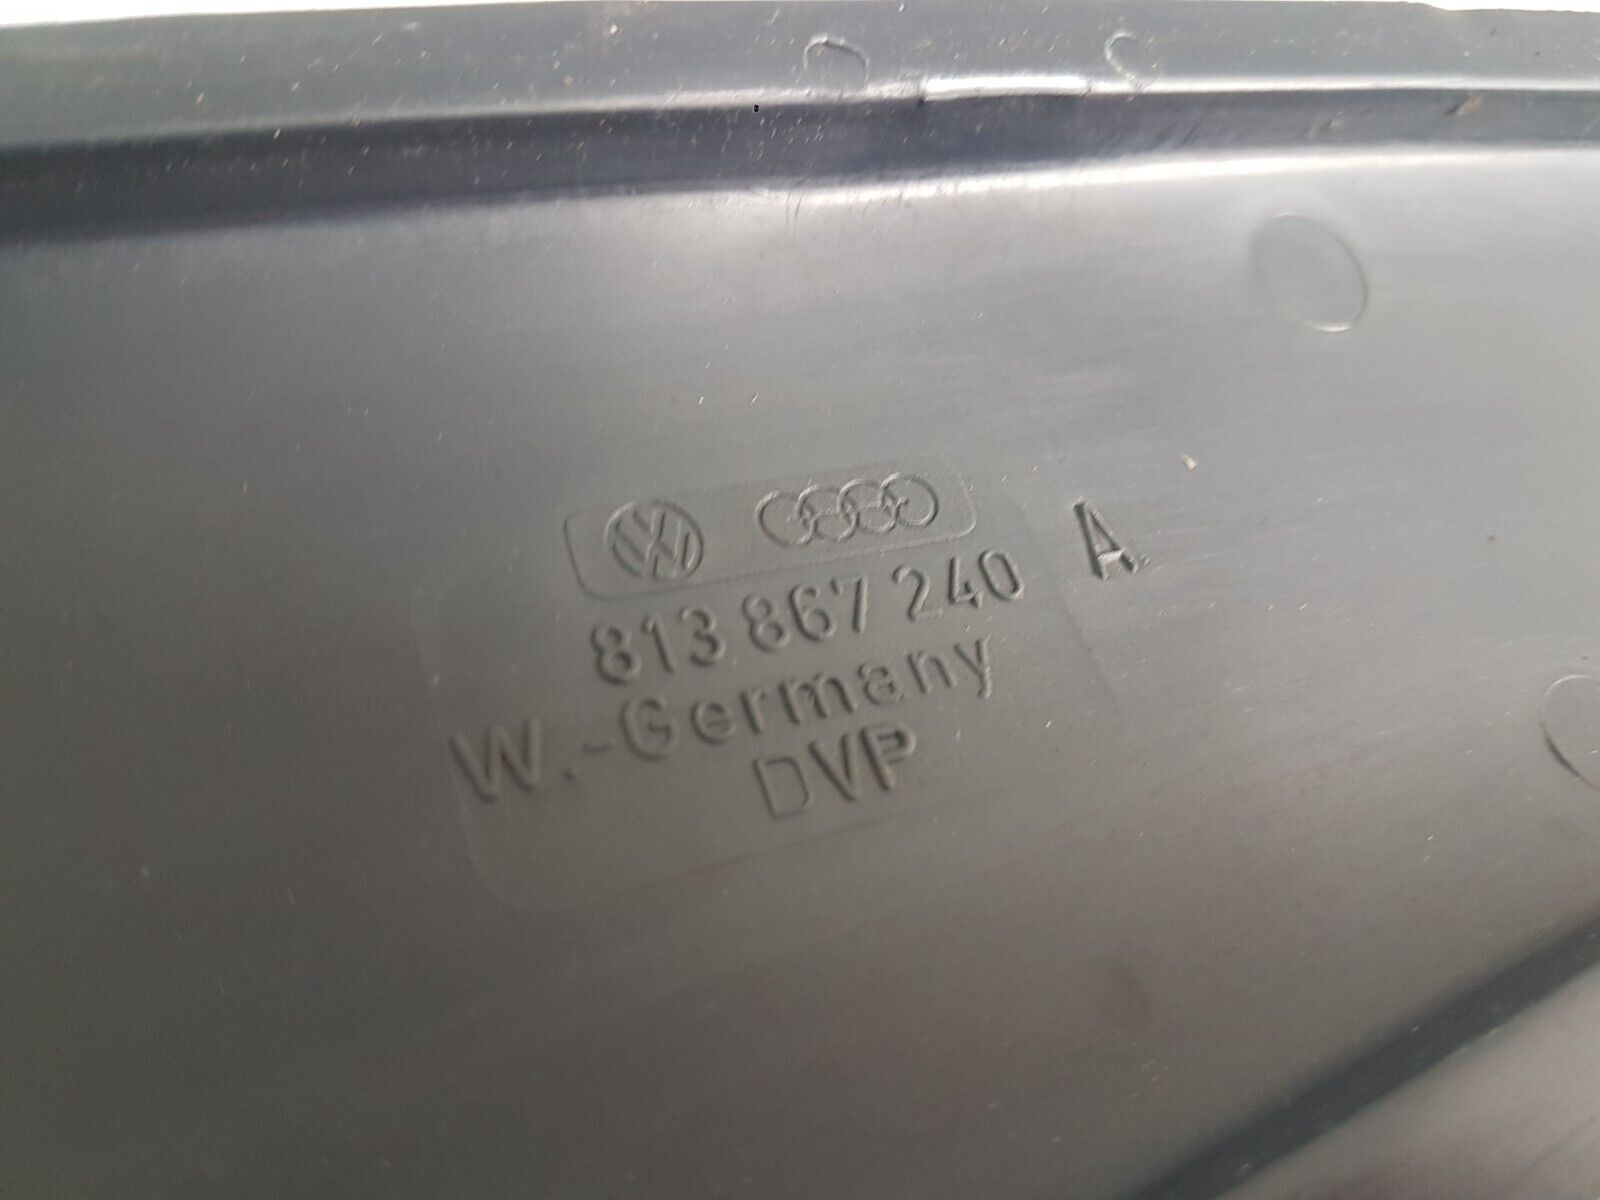 813 867 240 A
W.-Germany
DVP